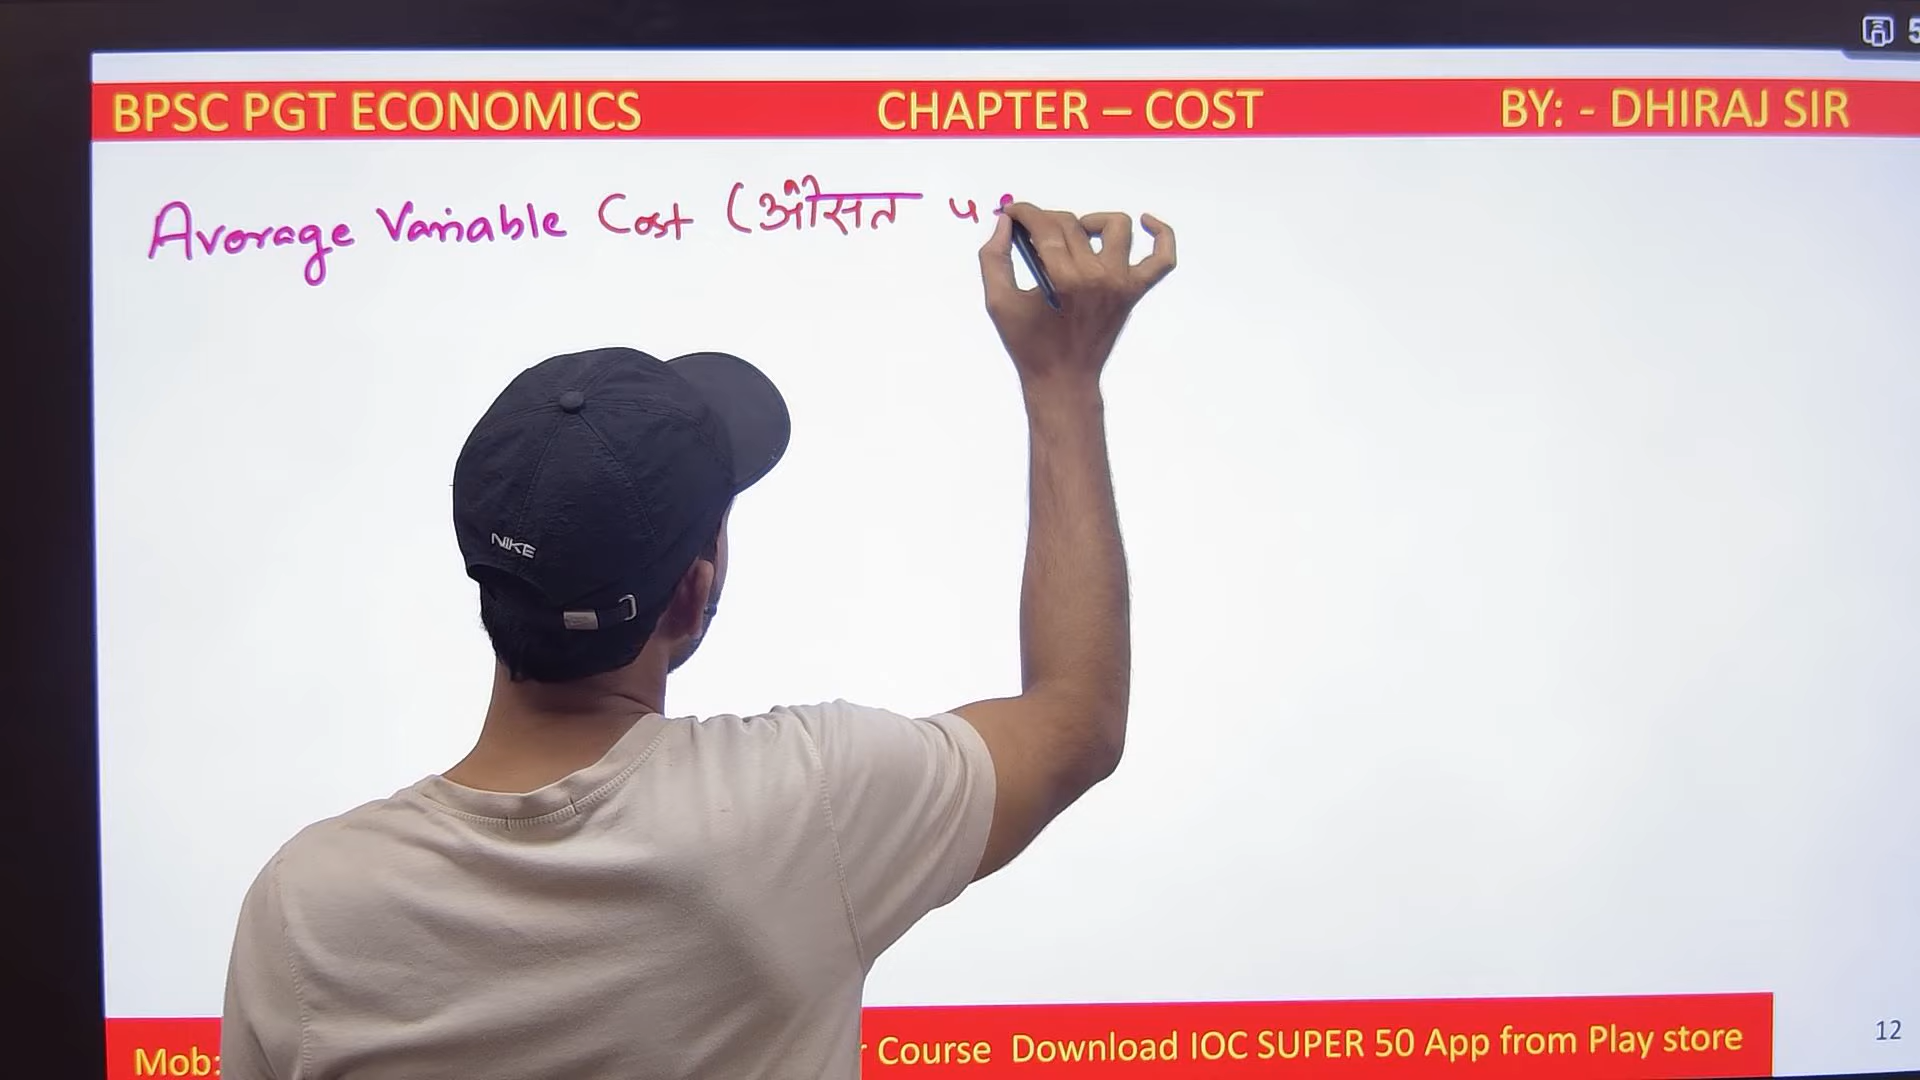 5
BPSC PGT ECONOMICS CHAPTER – COST BY: - DHIRAJ SIR
Average Variable Cost (औसत प
NIKE
Mob: Course Download IOC SUPER 50 App from Play store
12